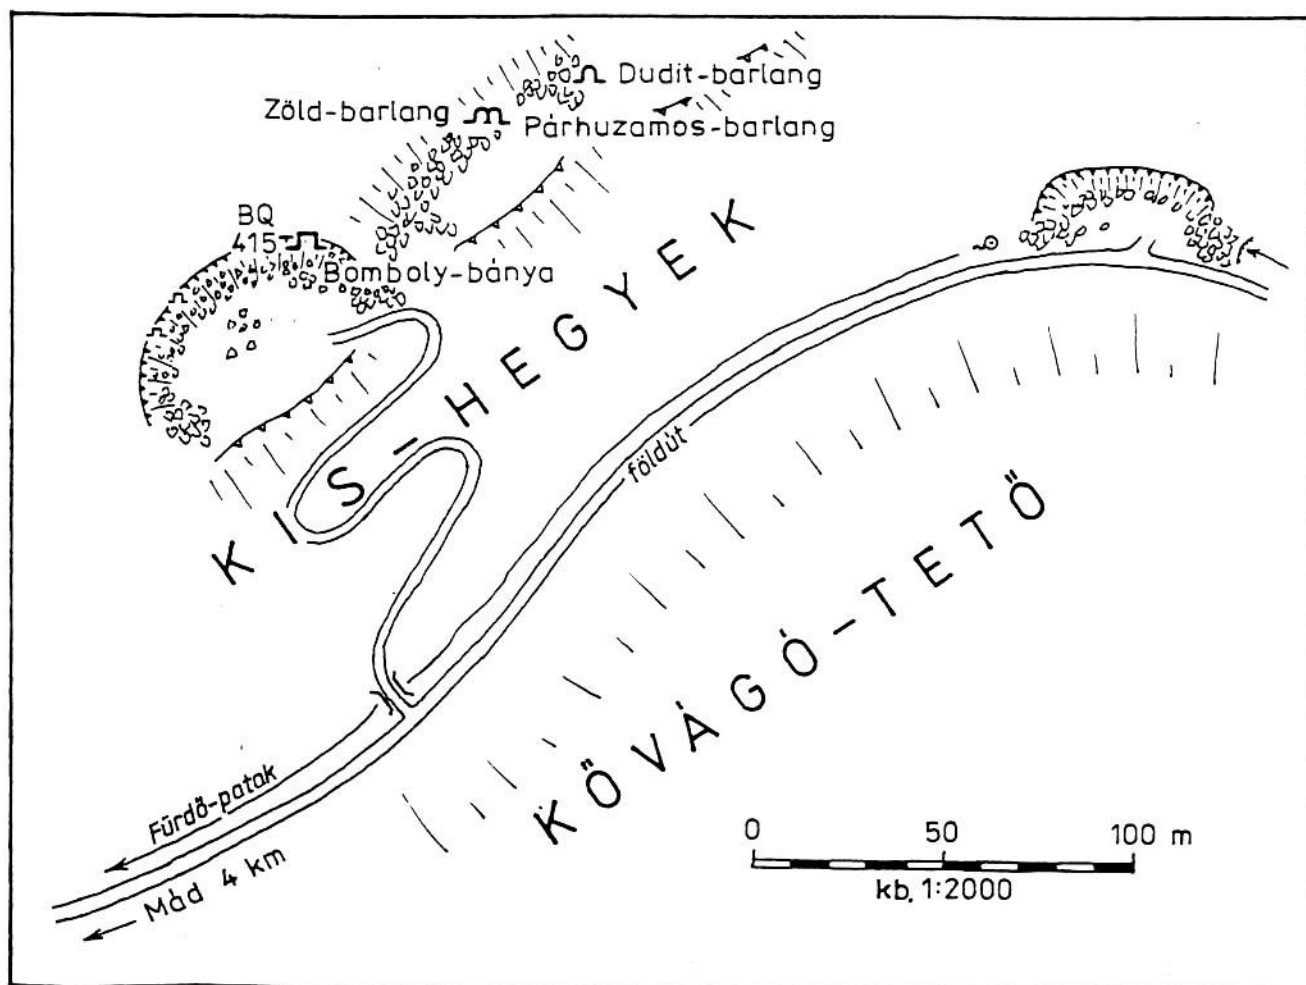 Dudit-barlang
Zöld-barlang
Párhuzamos-barlang
BQ
415
Bomboly-bánya
KIS-HEGYEK
földút
KŐVÁGÓ-TETŐ
Fürdő-patak
Mád 4 km
0 50 100 m
kb. 1:2000